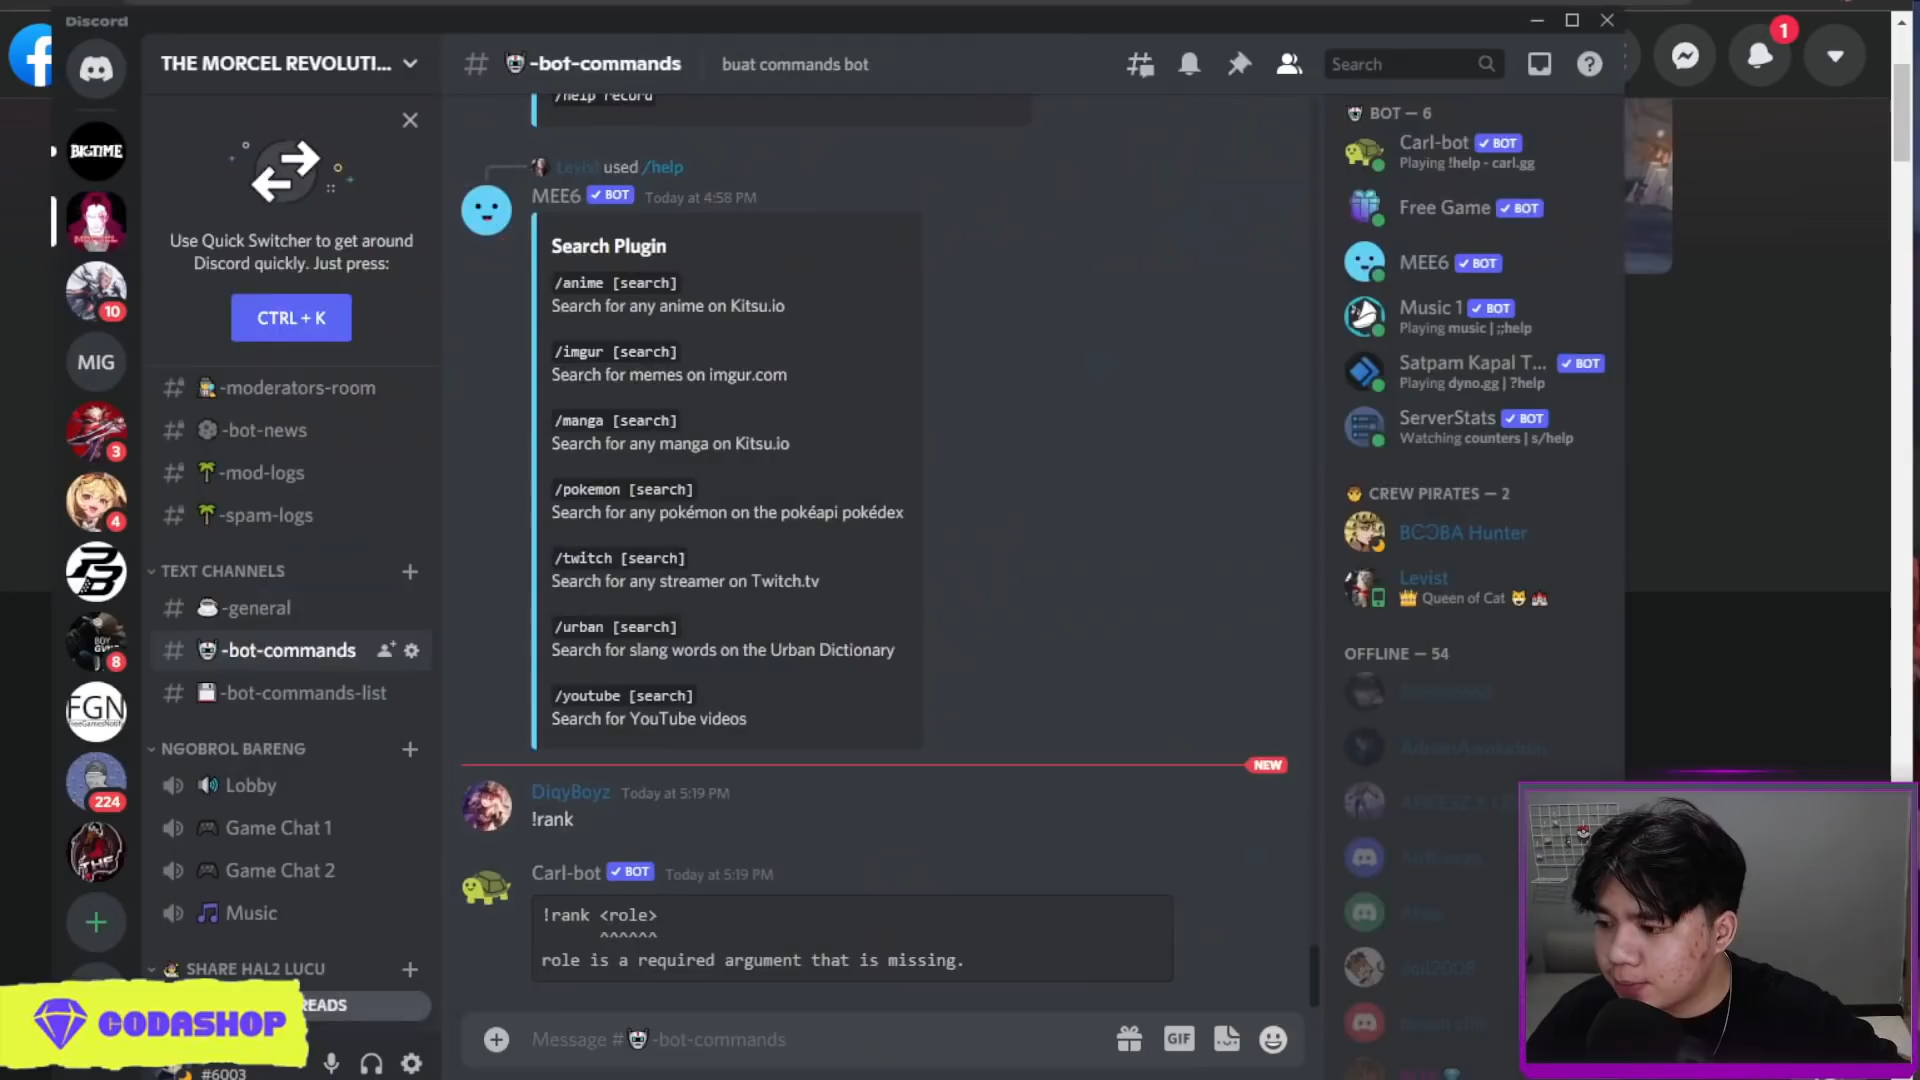 Discord
THE MORCEL REVOLUTI...
-bot-commands
buat commands bot
Search
1
BIGTIME
Use Quick Switcher to get around
Discord quickly. Just press:
CTRL + K
10
MIG
3
4
8
FGN
224
-moderators-room
-bot-news
-mod-logs
-spam-logs
TEXT CHANNELS
-general
-bot-commands
-bot-commands-list
NGOBROL BARENG
Lobby
Game Chat 1
Game Chat 2
Music
SHARE HAL2 LUCU
READS
CODASHOP
#6003
/help record
Levist used /help
MEE6 BOT Today at 4:58 PM
Search Plugin
/anime [search]
Search for any anime on Kitsu.io
/imgur [search]
Search for memes on imgur.com
/manga [search]
Search for any manga on Kitsu.io
/pokemon [search]
Search for any pokémon on the pokéapi pokédex
/twitch [search]
Search for any streamer on Twitch.tv
/urban [search]
Search for slang words on the Urban Dictionary
/youtube [search]
Search for YouTube videos
NEW
DiqyBoyz Today at 5:19 PM
!rank
Carl-bot BOT Today at 5:19 PM
!rank <role>
^^^^^^
role is a required argument that is missing.
Message # -bot-commands
GIF
BOT — 6
Carl-bot BOT
Playing !help - carl.gg
Free Game BOT
MEE6 BOT
Music 1 BOT
Playing music | ;;help
Satpam Kapal T... BOT
Playing dyno.gg | ?help
ServerStats BOT
Watching counters | s/help
CREW PIRATES — 2
Hunter
Levist
Queen of Cat
OFFLINE — 54